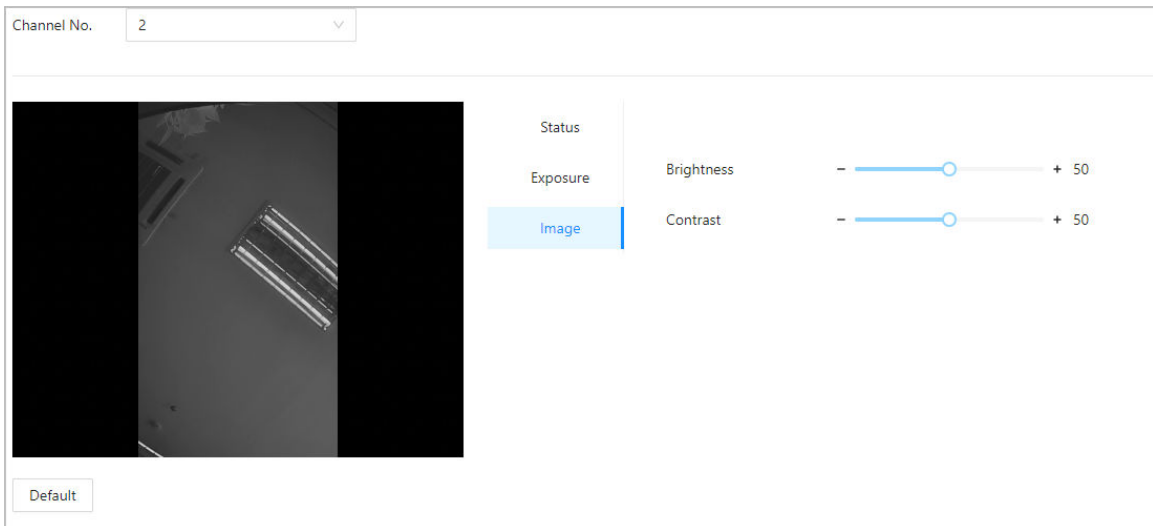 Channel No. 2
Status
Exposure
Image
Brightness - + 50
Contrast - + 50
Default